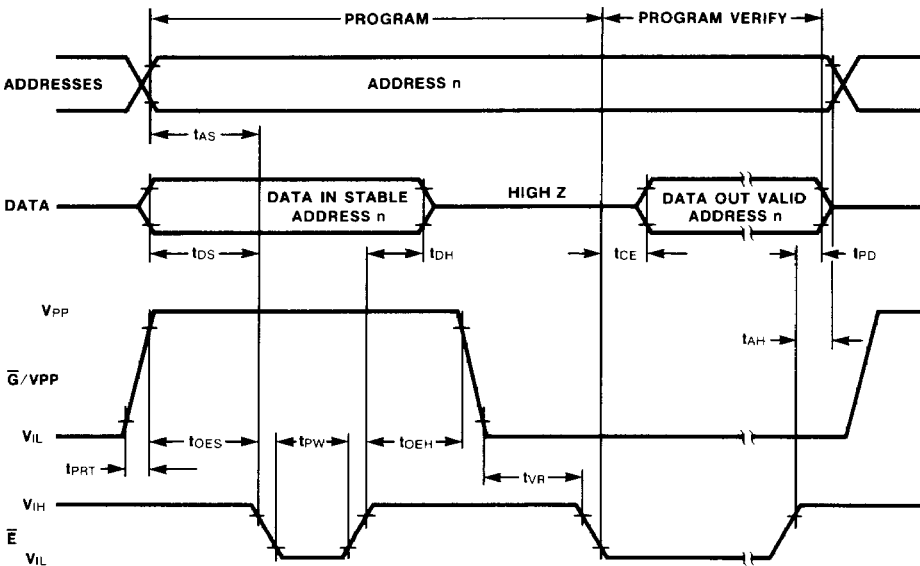 PROGRAM
PROGRAM VERIFY
ADDRESSES
ADDRESS n
tAS
DATA
DATA IN STABLE
ADDRESS n
HIGH Z
DATA OUT VALID
ADDRESS n
tDS
tDH
tCE
tPD
VPP
tAH
G̅/VPP
VIL
tOES
tPW
tOEH
tPRT
tVR
VIH
E̅
VIL